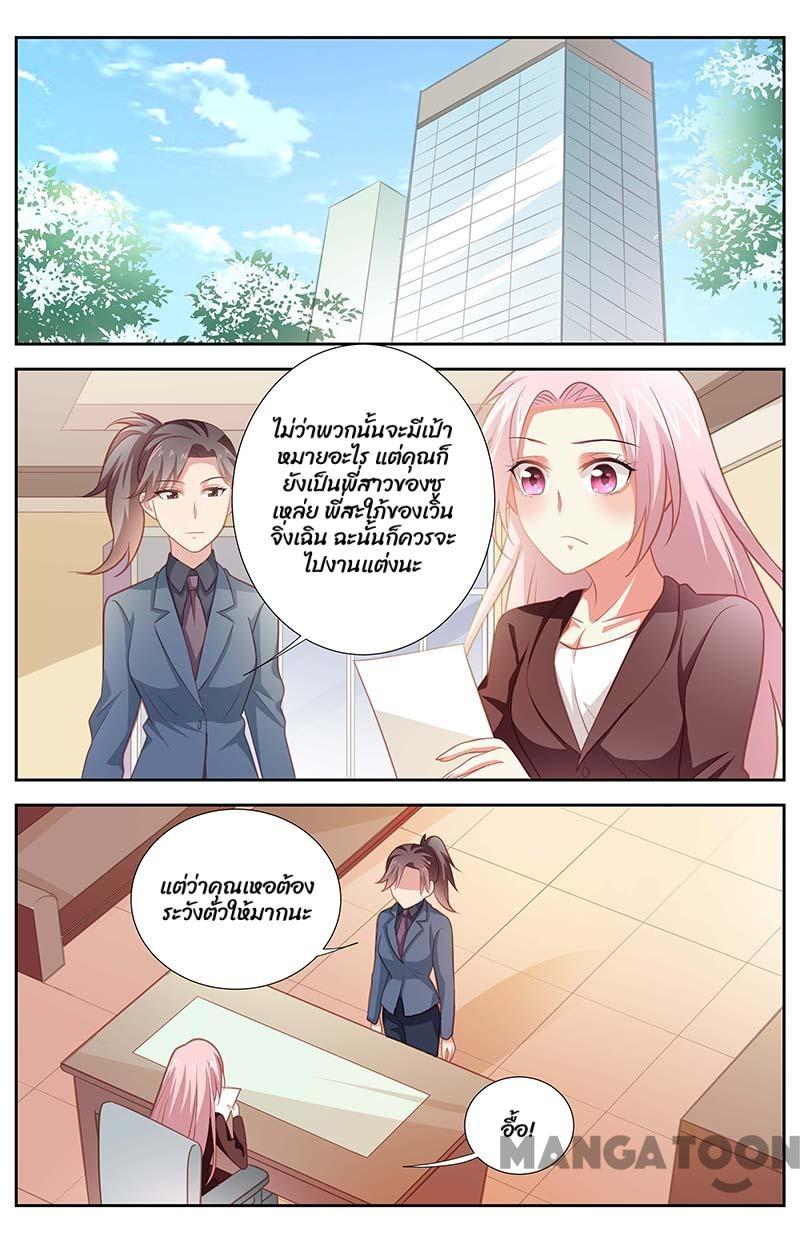 ไม่ว่าพวกนั้นจะมีเป้า
หมายอะไร แต่คุณก็
ยังเป็นพี่สาวของซู
เหล่ย พี่สะใภ้ของเวิน
จิ่งเฉิน ฉะนั้นก็ควรจะ
ไปงานแต่งนะ
แต่ว่าคุณเหอต้อง
ระวังตัวให้มากนะ
อื้อ!
MANGATOON